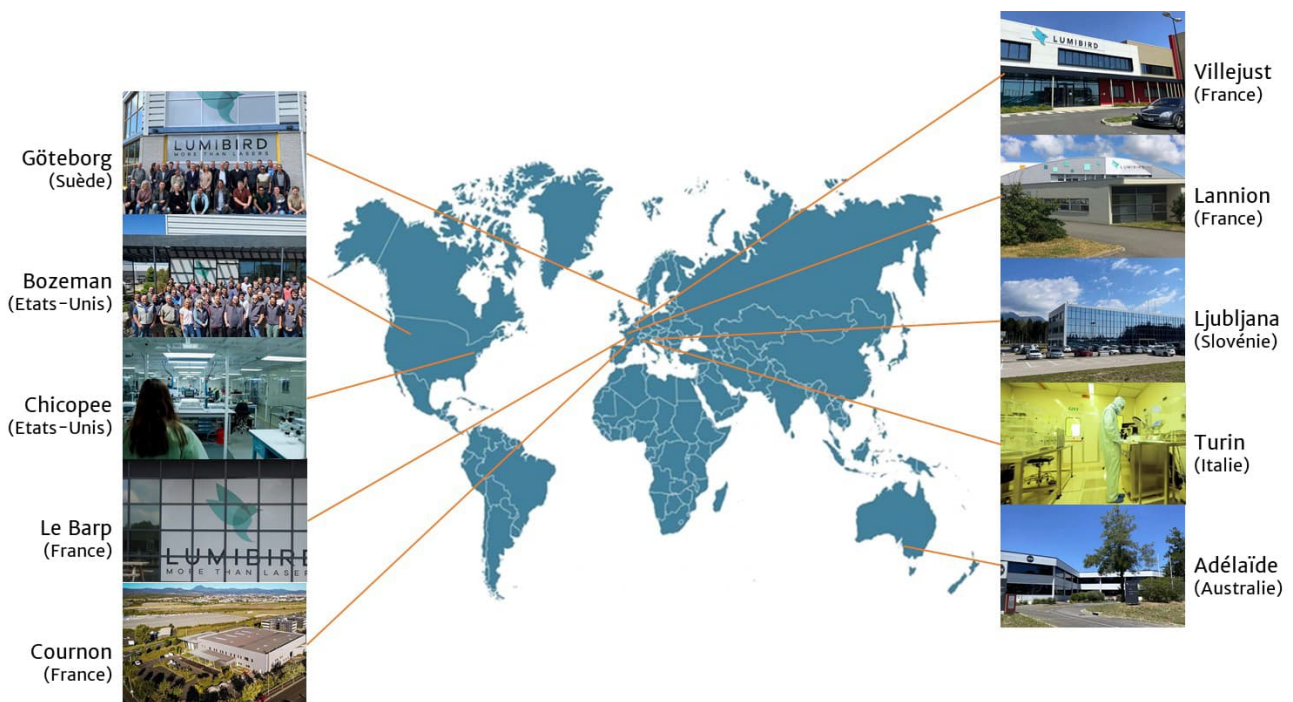 Göteborg
(Suède)
LUMIBIRD
MORE THAN LASERS
Bozeman
(Etats-Unis)
Chicopee
(Etats-Unis)
Le Barp
(France)
LUMIBIRD
MORE THAN LASER
Cournon
(France)
LUMIBIRD
Villejust
(France)
LUMIBIRD
Lannion
(France)
Ljubljana
(Slovénie)
Turin
(Italie)
Adélaïde
(Australie)